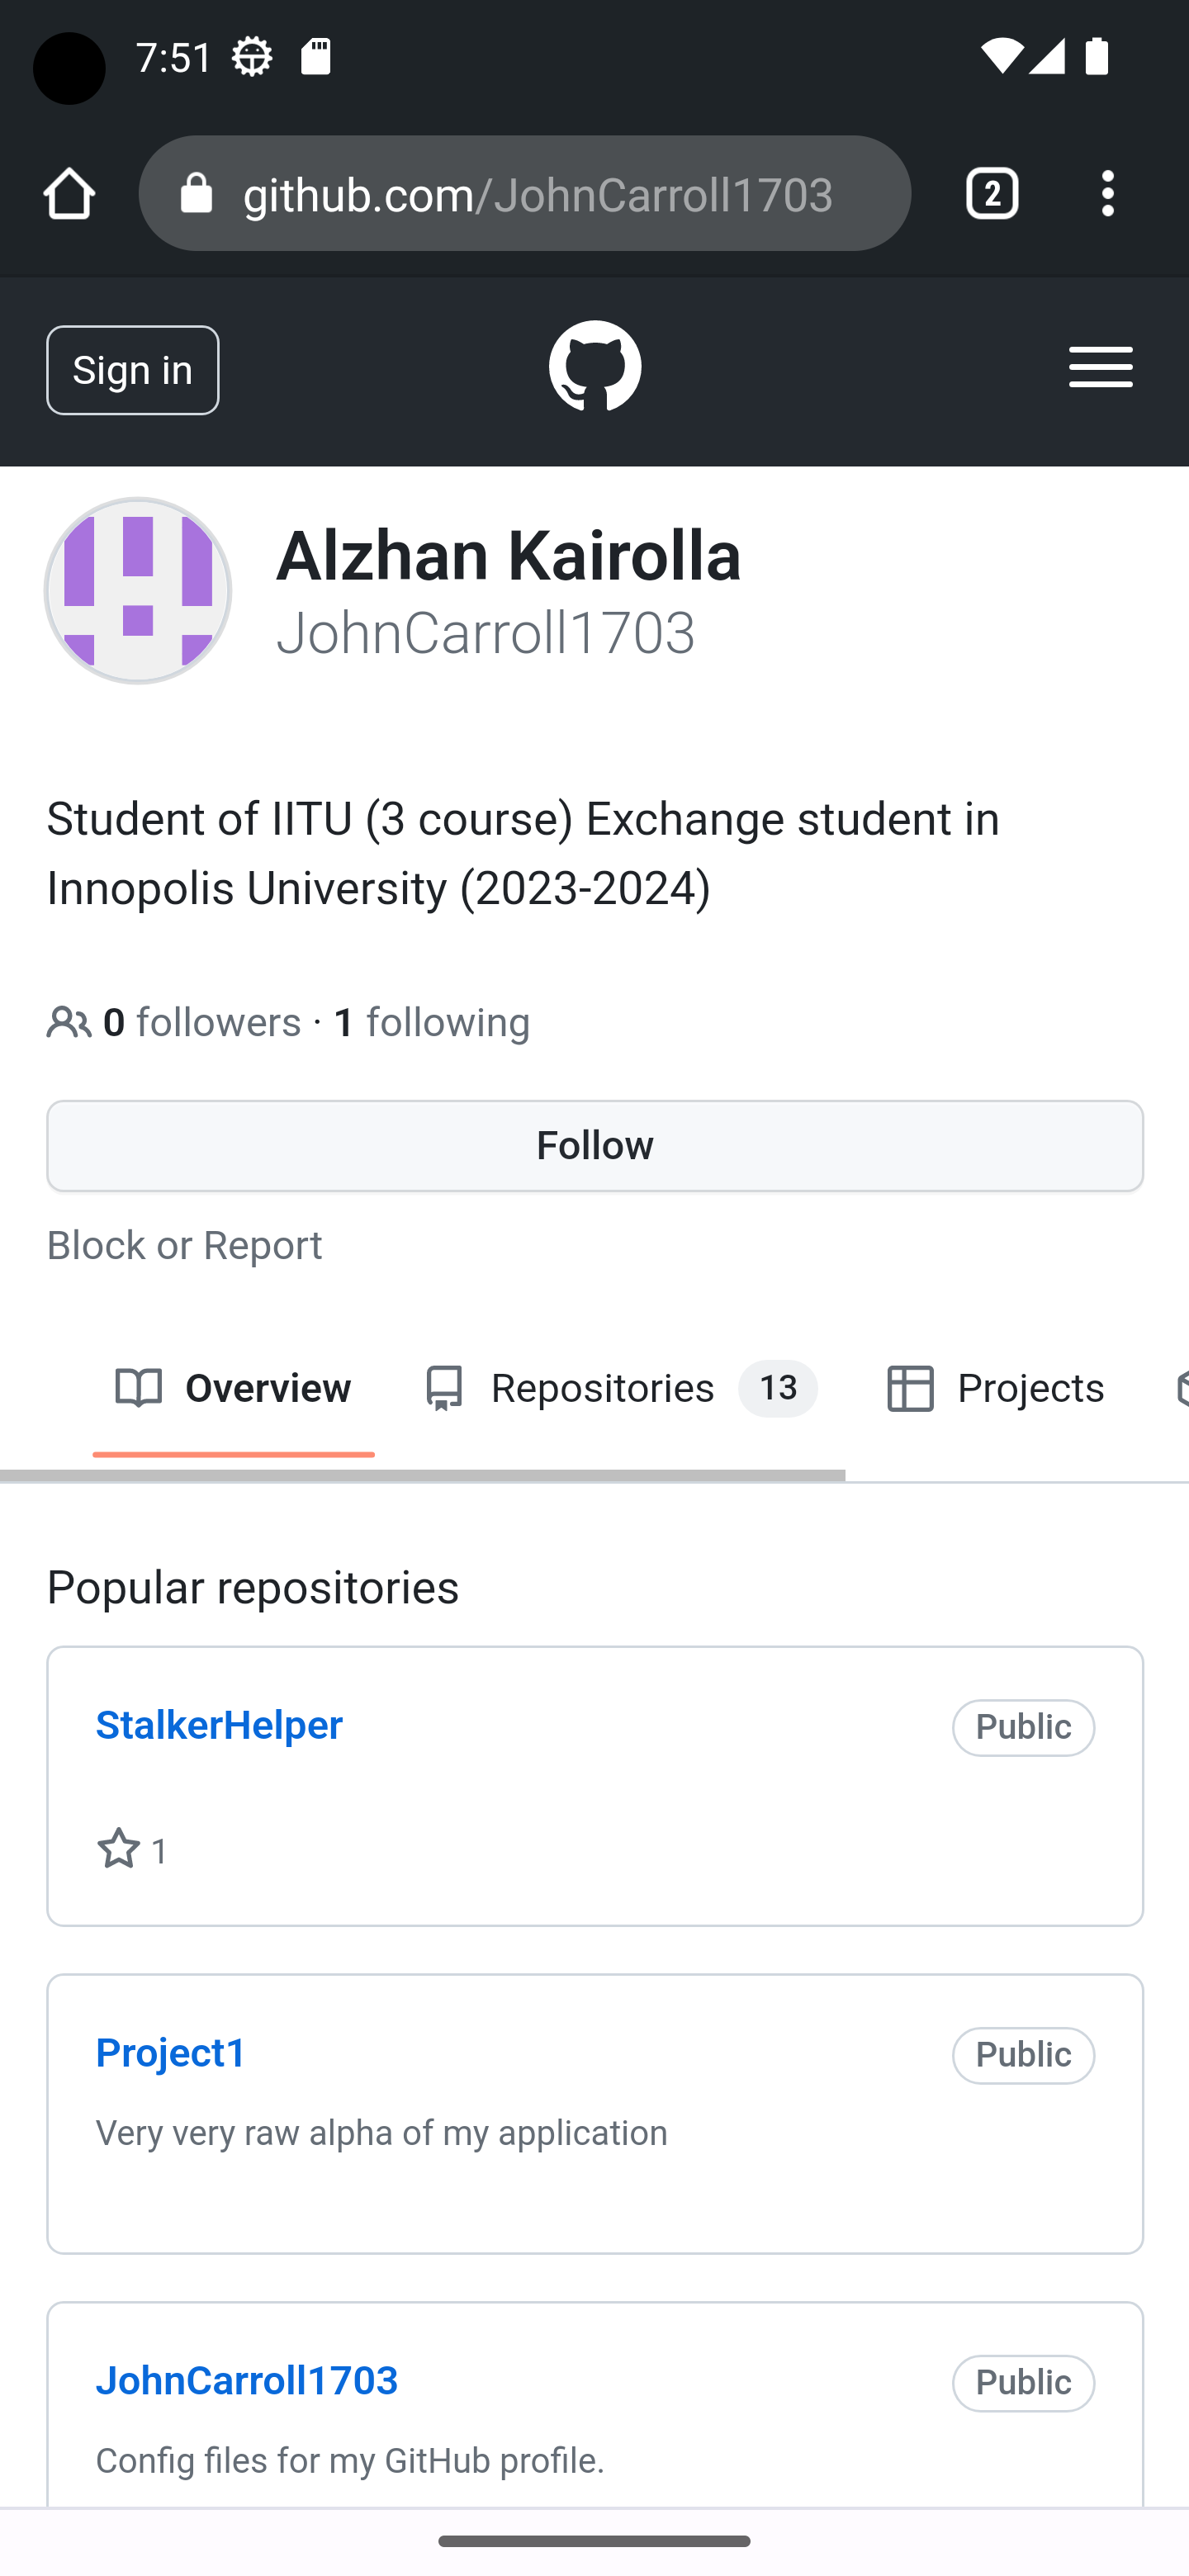 7:51
github.com/JohnCarroll1703
2
Sign in
Alzhan Kairolla
JohnCarroll1703
Student of IITU (3 course) Exchange student in
Innopolis University (2023-2024)
0 followers · 1 following
Follow
Block or Report
Overview Repositories 13 Projects
Popular repositories
StalkerHelper Public
1
Project1 Public
Very very raw alpha of my application
JohnCarroll1703 Public
Config files for my GitHub profile.